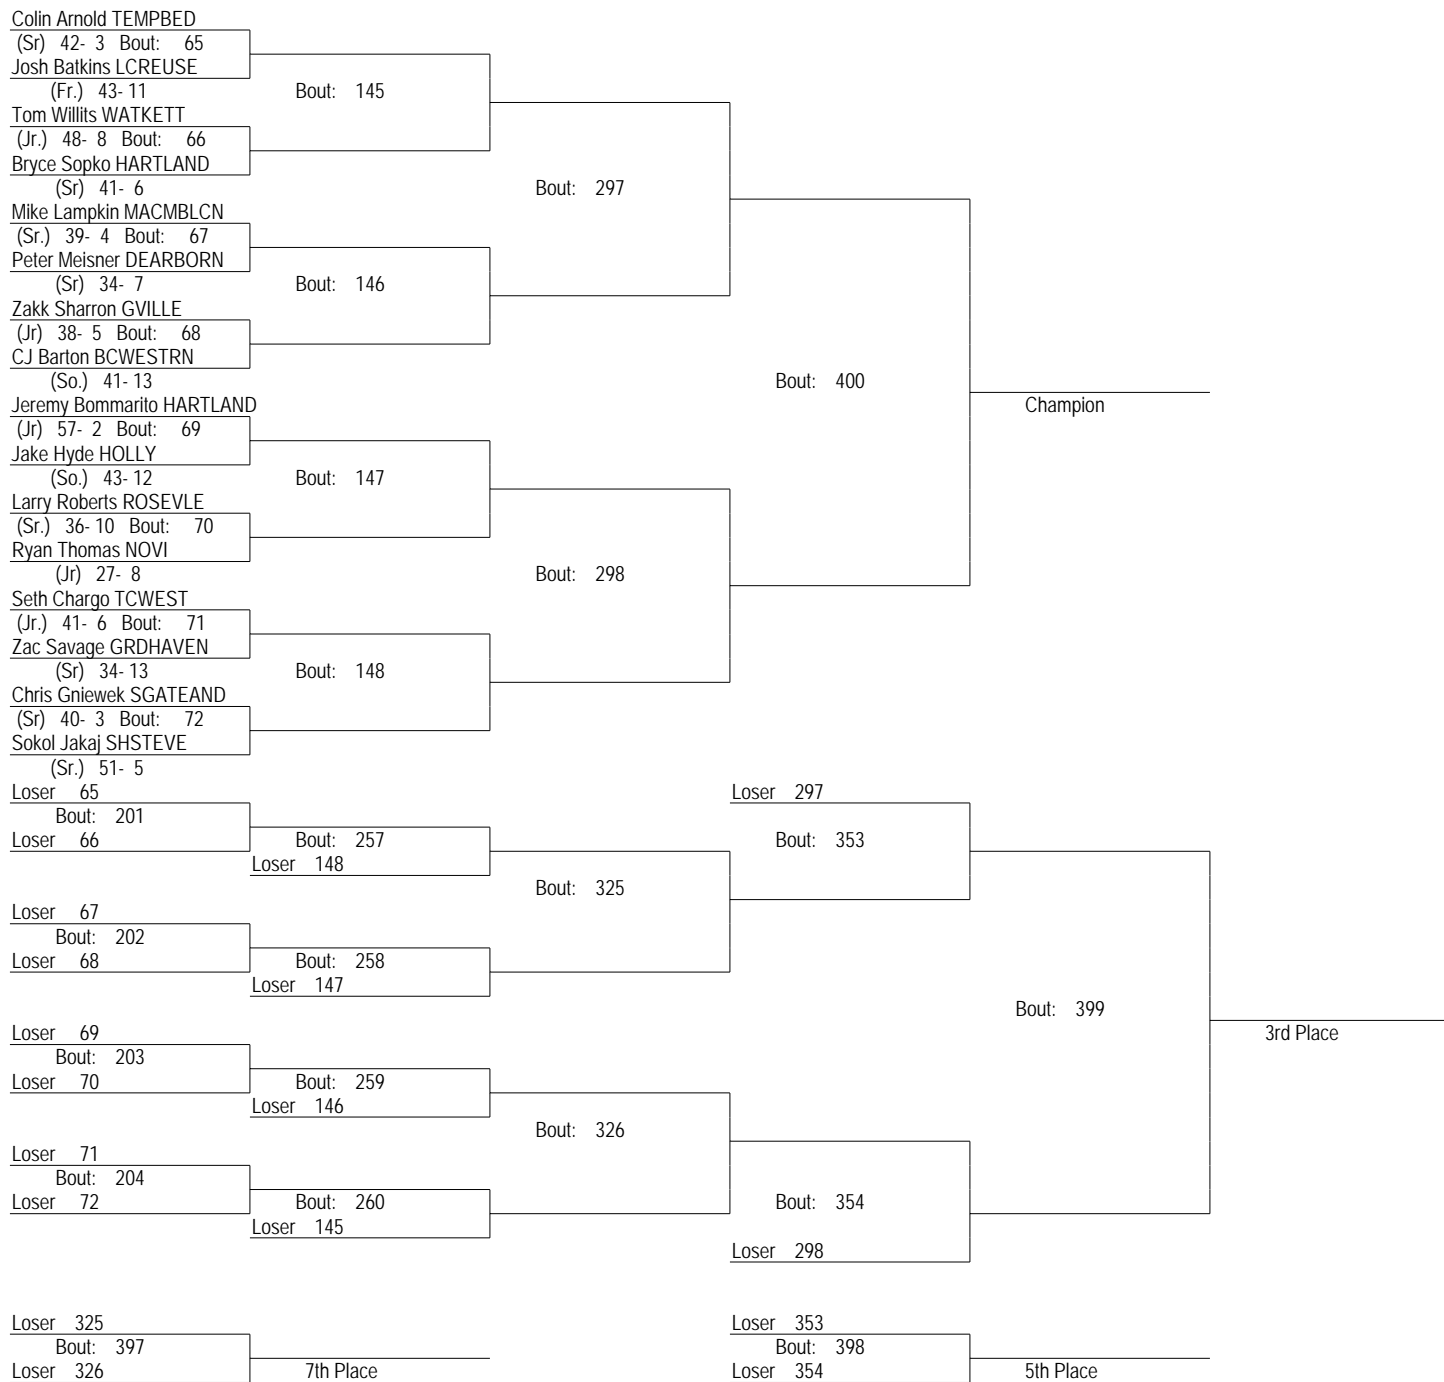 Colin Arnold TEMPBED
(Sr) 42- 3 Bout: 65
Josh Batkins LCREUSE
(Fr.) 43- 11 Bout: 145
Tom Willits WATKETT
(Jr.) 48- 8 Bout: 66
Bryce Sopko HARTLAND
(Sr) 41- 6 Bout: 297
Mike Lampkin MACMBLCN
(Sr.) 39- 4 Bout: 67
Peter Meisner DEARBORN
(Sr) 34- 7 Bout: 146
Zakk Sharron GVILLE
(Jr) 38- 5 Bout: 68
CJ Barton BCWESTRN
(So.) 41- 13 Bout: 400
Jeremy Bommarito HARTLAND Champion
(Jr) 57- 2 Bout: 69
Jake Hyde HOLLY
(So.) 43- 12 Bout: 147
Larry Roberts ROSEVLE
(Sr.) 36- 10 Bout: 70
Ryan Thomas NOVI
(Jr) 27- 8 Bout: 298
Seth Chargo TCWEST
(Jr.) 41- 6 Bout: 71
Zac Savage GRDHAVEN
(Sr) 34- 13 Bout: 148
Chris Gniewek SGATEAND
(Sr) 40- 3 Bout: 72
Sokol Jakaj SHSTEVE
(Sr.) 51- 5
Loser 65 Loser 297
Bout: 201
Loser 66 Bout: 257 Bout: 353
Loser 148
Bout: 325
Loser 67
Bout: 202
Loser 68 Bout: 258
Loser 147
Bout: 399
Loser 69 3rd Place
Bout: 203
Loser 70 Bout: 259
Loser 146
Bout: 326
Loser 71
Bout: 204
Loser 72 Bout: 260 Bout: 354
Loser 145
Loser 298
Loser 325 Loser 353
Bout: 397 Bout: 398
Loser 326 7th Place Loser 354 5th Place